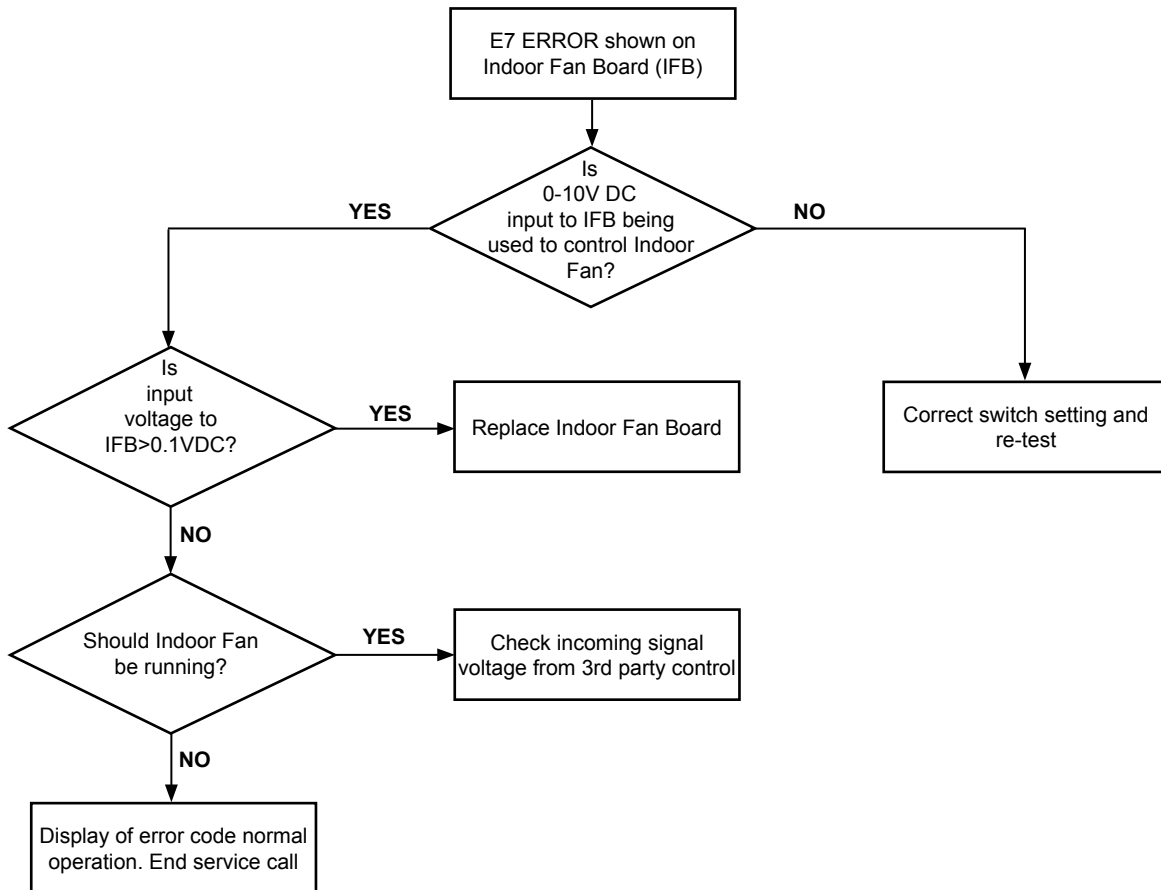 E7 ERROR shown on
Indoor Fan Board (IFB)
Is
0-10V DC
input to IFB being
used to control Indoor
Fan?
YES
NO
Is
input
voltage to
IFB>0.1VDC?
YES
Replace Indoor Fan Board
Correct switch setting and
re-test
NO
Should Indoor Fan
be running?
YES
Check incoming signal
voltage from 3rd party control
NO
Display of error code normal
operation. End service call